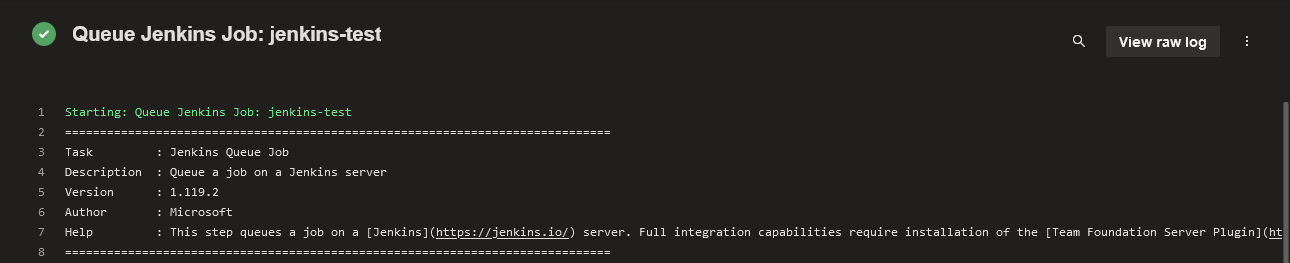 Queue Jenkins Job: jenkins-test
View raw log
1 Starting: Queue Jenkins Job: jenkins-test
2 ==============================================================================
3 Task : Jenkins Queue Job
4 Description : Queue a job on a Jenkins server
5 Version : 1.119.2
6 Author : Microsoft
7 Help : This step queues a job on a [Jenkins](https://jenkins.io/) server. Full integration capabilities require installation of the [Team Foundation Server Plugin](ht
8 ==============================================================================